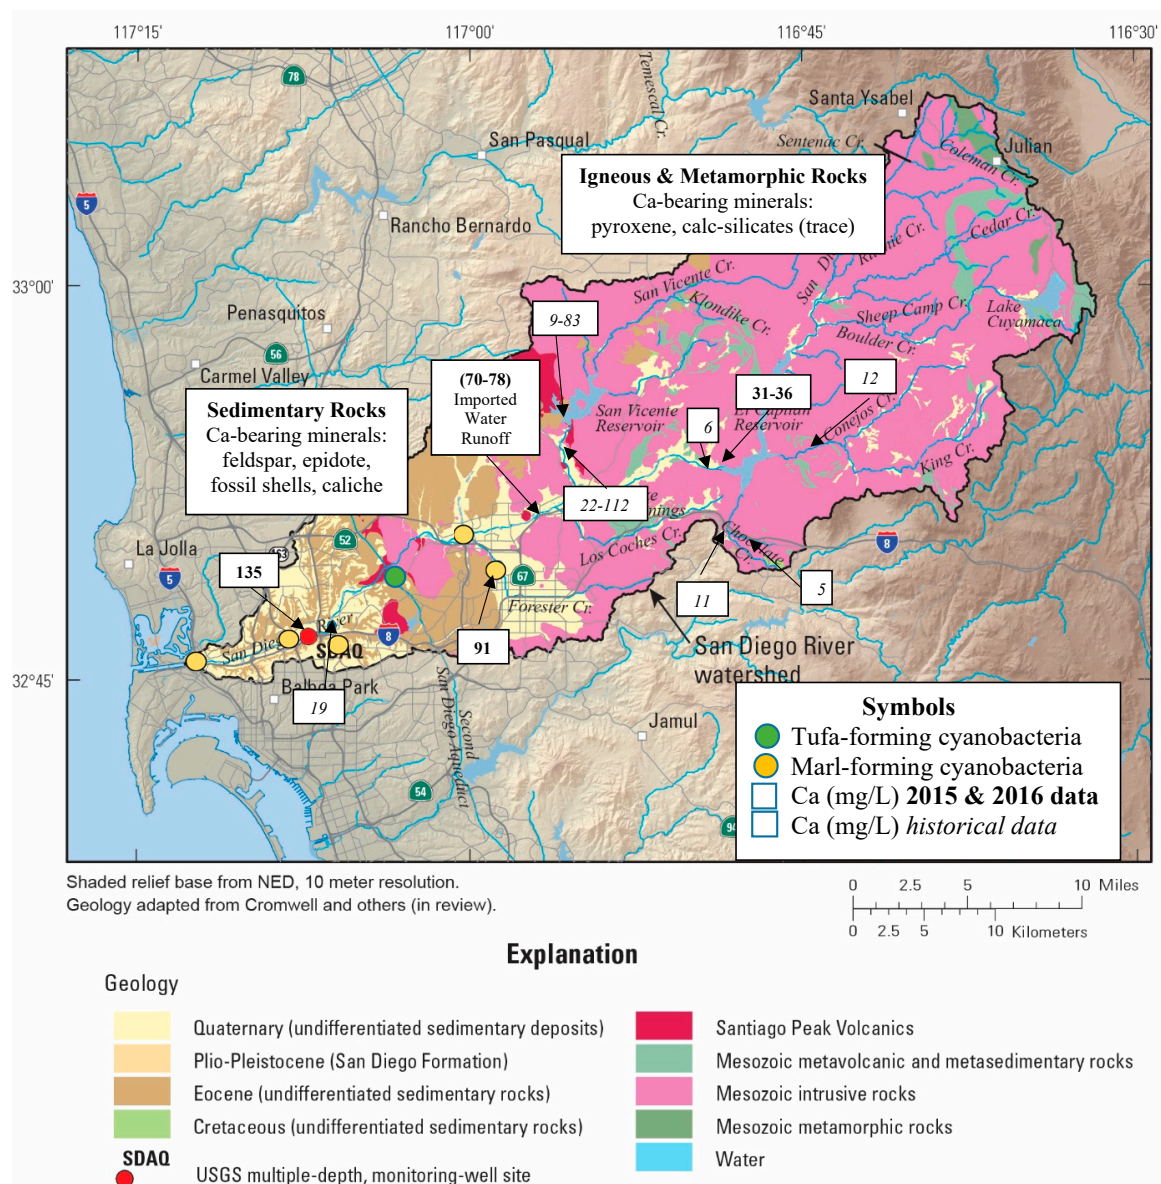 117°15'
117°00'
116°45'
116°30'
78
Temescal Cr.
Santa Ysabel
San Pasqual
Sentenac Cr.
Coleman Cr.
Julian
5
Igneous & Metamorphic Rocks
Ca-bearing minerals:
pyroxene, calc-silicates (trace)
Rancho Bernardo
Cedar Cr.
33°00'
San Vicente Cr.
San
Klondike Cr.
Sheep Camp Cr.
Lake
Cuyamaca
Penasquitos
9-83
Boulder Cr.
56
Carmel Valley
(70-78)
Imported
Water
Runoff
31-36
12
Sedimentary Rocks
Ca-bearing minerals:
feldspar, epidote,
fossil shells, caliche
San Vicente
Reservoir
6
El Capitan
Reservoir
Conejos Cr.
King Cr.
22-112
nnings
La Jolla
52
Chocolate
Cr.
8
Los Coches Cr.
135
5
67
11
5
Forester Cr.
San Die
River
8
SDAQ
91
San Diego River
watershed
32°45'
Balboa Park
19
San Diego Aqueduct
Second
Jamul
54
94
Symbols
Tufa-forming cyanobacteria
Marl-forming cyanobacteria
Ca (mg/L) 2015 & 2016 data
Ca (mg/L) historical data
Shaded relief base from NED, 10 meter resolution.
Geology adapted from Cromwell and others (in review).
0 2.5 5 10 Miles
0 2.5 5 10 Kilometers
Explanation
Geology
Quaternary (undifferentiated sedimentary deposits)
Plio-Pleistocene (San Diego Formation)
Eocene (undifferentiated sedimentary rocks)
Cretaceous (undifferentiated sedimentary rocks)
SDAQ
USGS multiple-depth, monitoring-well site
Santiago Peak Volcanics
Mesozoic metavolcanic and metasedimentary rocks
Mesozoic intrusive rocks
Mesozoic metamorphic rocks
Water